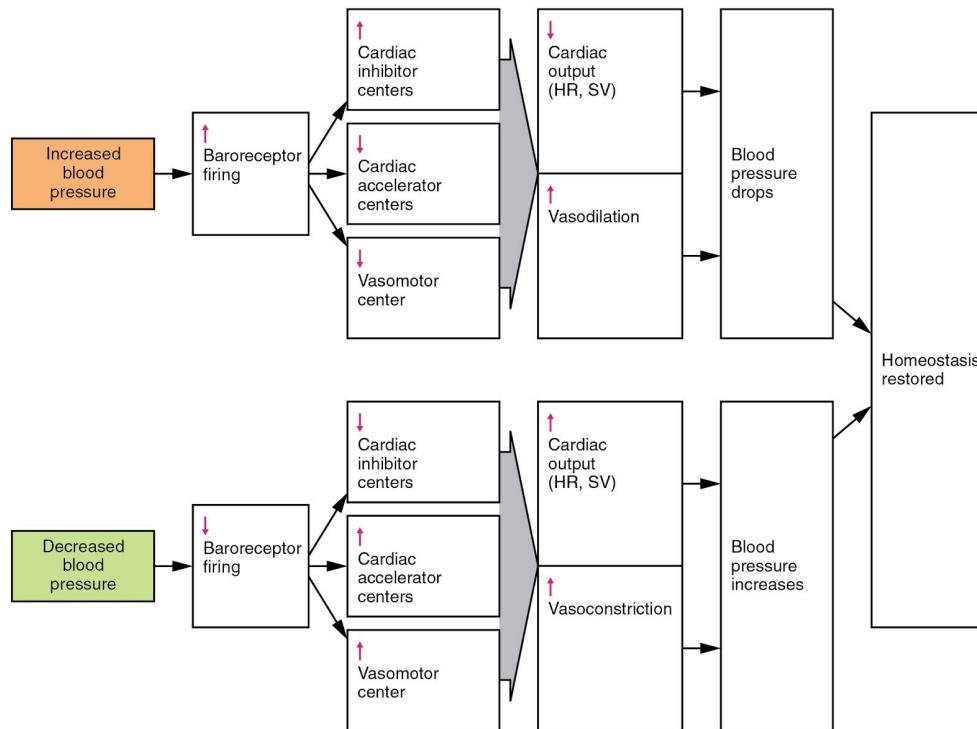 Increased
blood
pressure
↑
Baroreceptor
firing
↑
Cardiac
inhibitor
centers
↓
Cardiac
accelerator
centers
↓
Vasomotor
center
↓
Cardiac
output
(HR, SV)
↑
Vasodilation
Blood
pressure
drops
Decreased
blood
pressure
↓
Baroreceptor
firing
↓
Cardiac
inhibitor
centers
↑
Cardiac
accelerator
centers
↑
Vasomotor
center
↑
Cardiac
output
(HR, SV)
↑
Vasoconstriction
Blood
pressure
increases
Homeostasis
restored